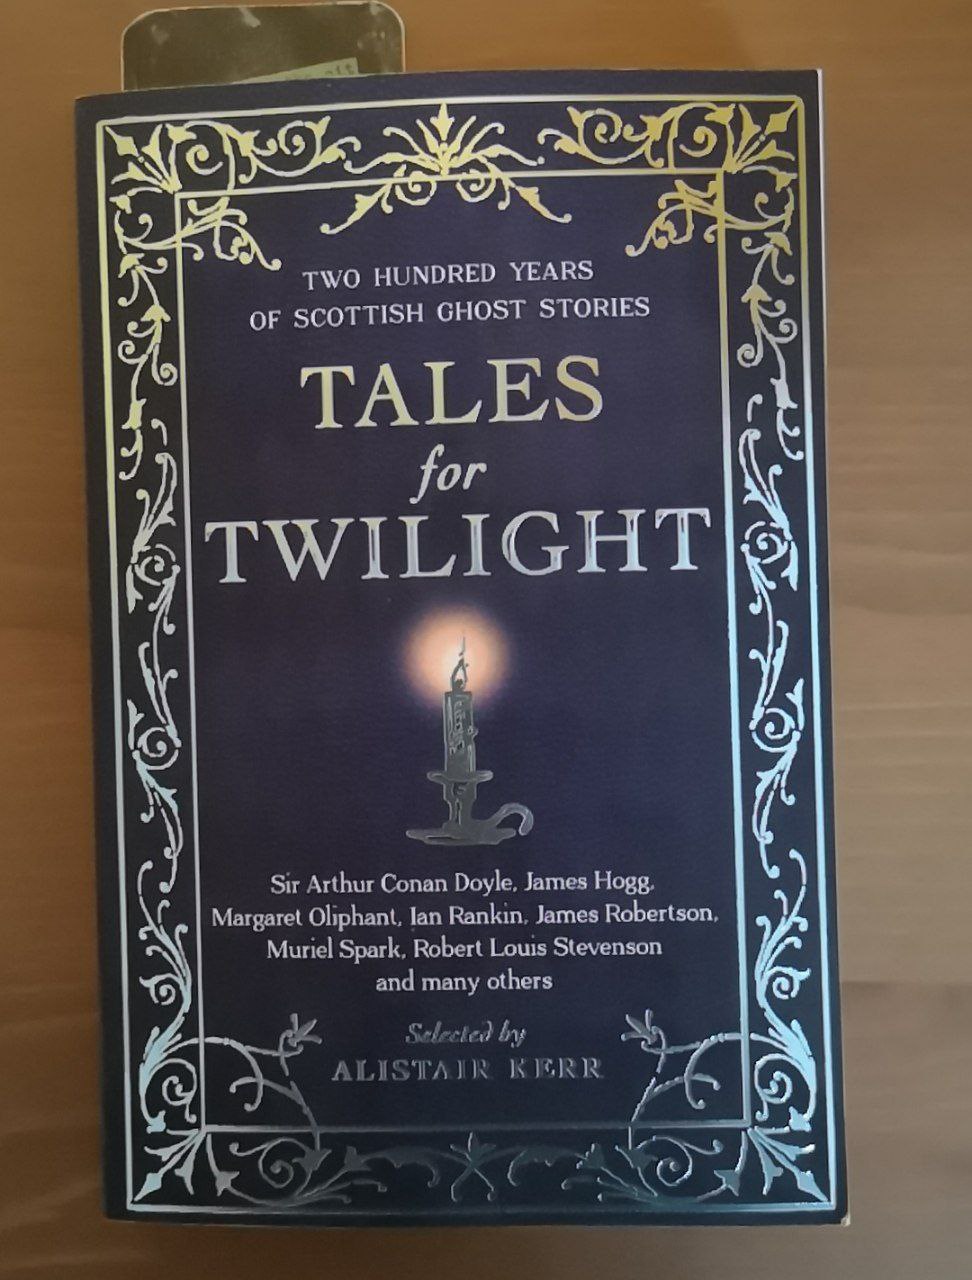 TWO HUNDRED YEARS
OF SCOTTISH GHOST STORIES
TALES
for
TWILIGHT
Sir Arthur Conan Doyle, James Hogg,
Margaret Oliphant, Ian Rankin, James Robertson,
Muriel Spark, Robert Louis Stevenson
and many others
Selected by
ALISTAIR KERR